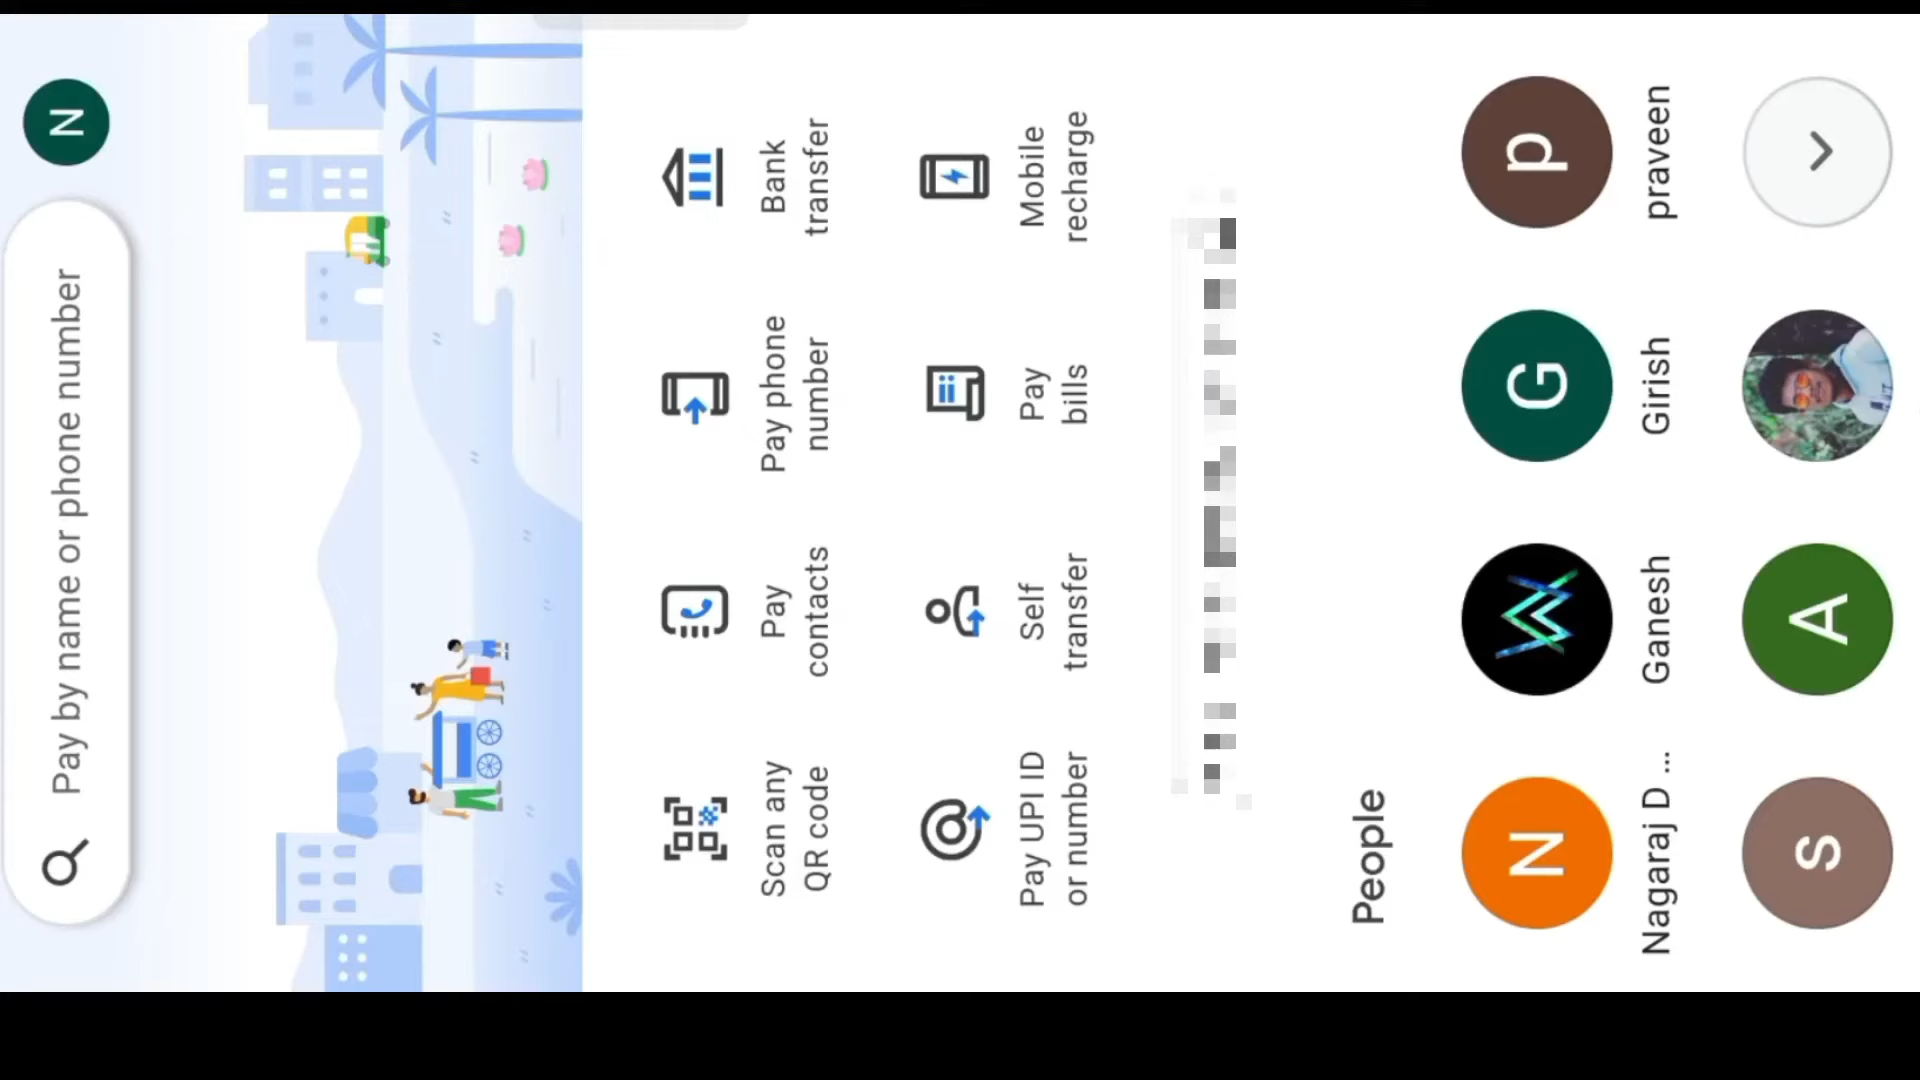 Pay by name or phone number
N
Scan any
QR code
Pay
contacts
Pay phone
number
Bank
transfer
Pay UPI ID
or number
Self
transfer
Pay
bills
Mobile
recharge
People
N
G
p
Nagaraj D ...
Ganesh
Girish
praveen
S
A